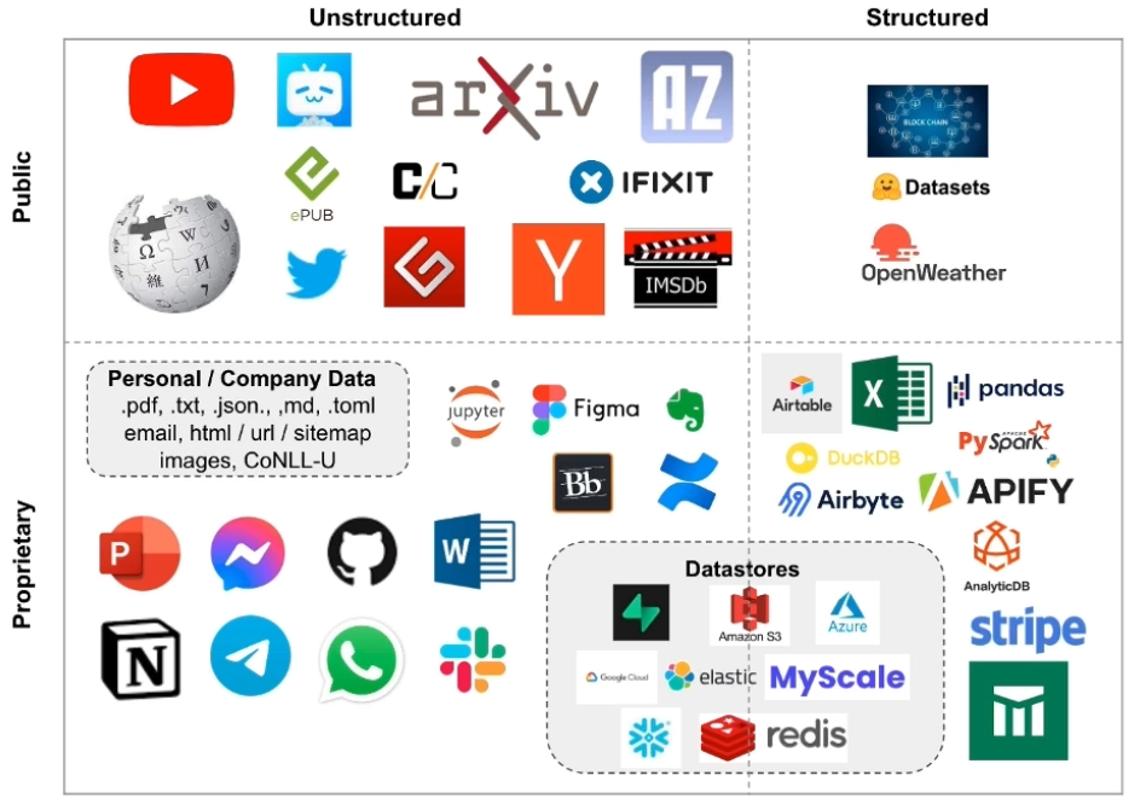 Unstructured
Structured
Public
arXiv
AZ
BLOCK CHAIN
ePUB
C/C
IFIXIT
Datasets
Ω
W
И
維
Y
IMSDb
OpenWeather
Proprietary
Personal / Company Data
.pdf, .txt, .json., ,md, .toml
email, html / url / sitemap
images, CoNLL-U
jupyter
Figma
Airtable
X
pandas
APACHE
PySpark
DuckDB
Bb
Airbyte
APIFY
P
W
AnalyticDB
Datastores
Amazon S3
Azure
stripe
N
Google Cloud
elastic
MyScale
redis